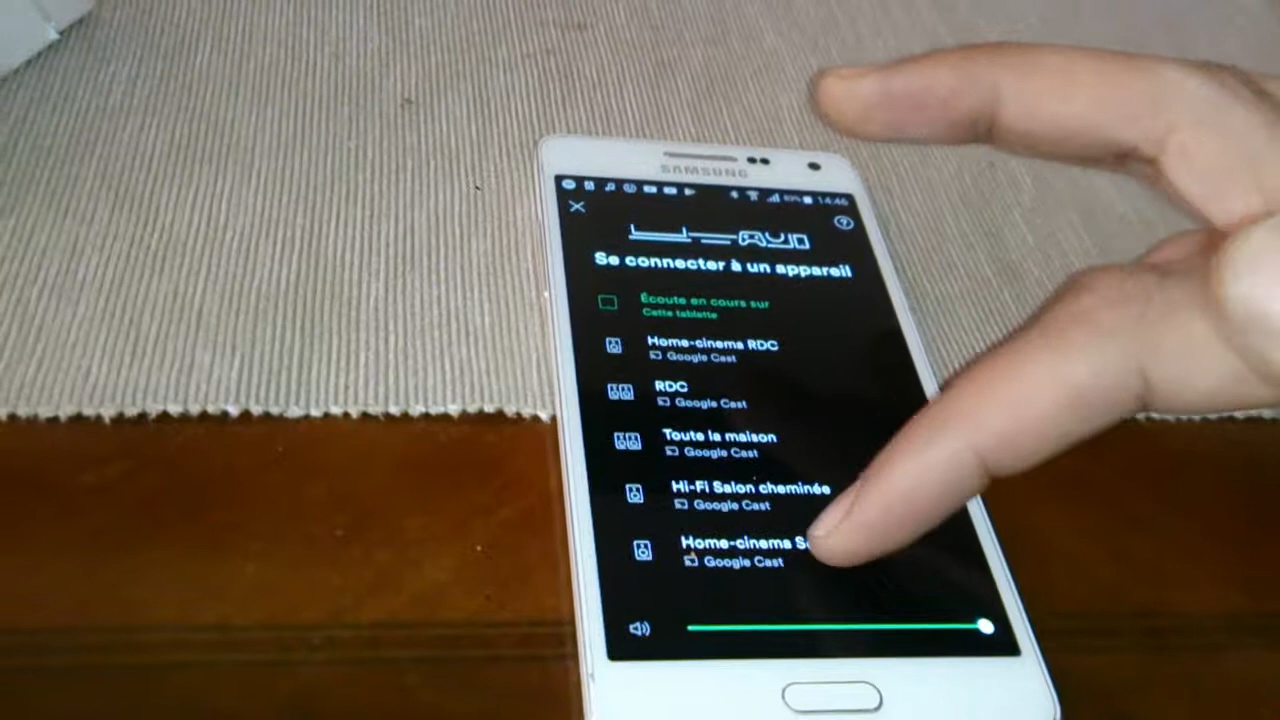 SAMSUNG
14:46
Se connecter à un appareil
Écoute en cours sur
Cette tablette
Home-cinema RDC
Google Cast
RDC
Google Cast
Toute la maison
Google Cast
Hi-Fi Salon cheminée
Google Cast
Home-cinema
Google Cast